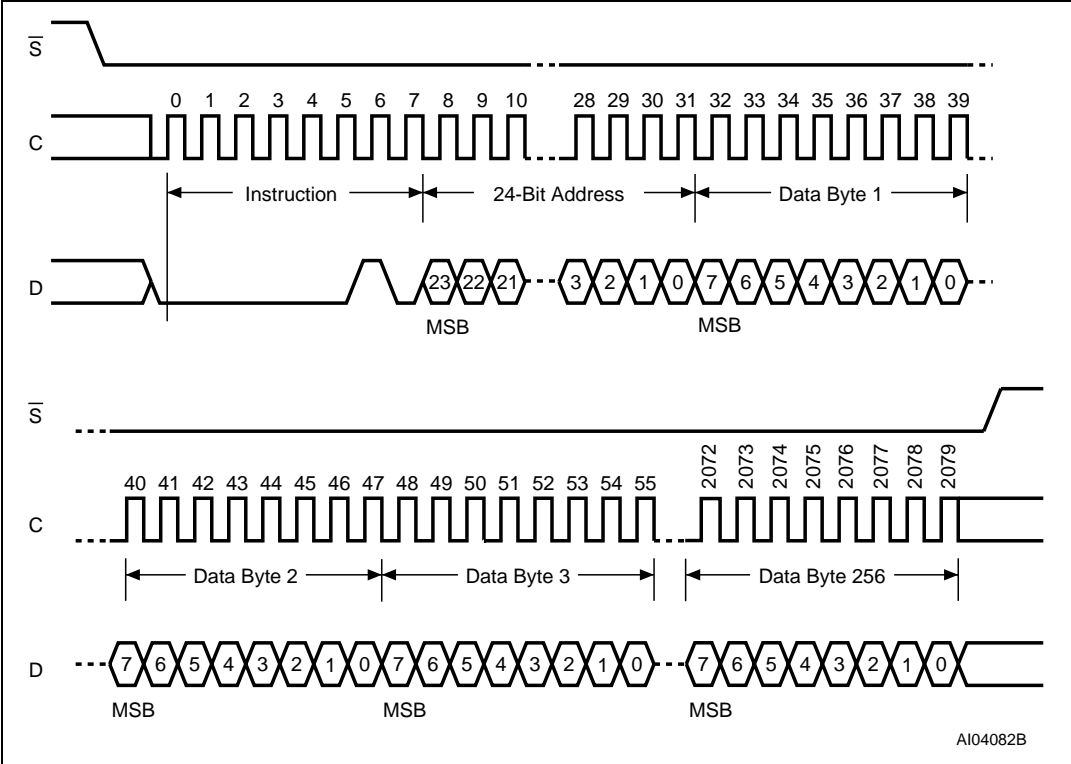 S̅
0 1 2 3 4 5 6 7 8 9 10 28 29 30 31 32 33 34 35 36 37 38 39
C
Instruction 24-Bit Address Data Byte 1
D 23 22 21 3 2 1 0 7 6 5 4 3 2 1 0
MSB MSB
S̅
2072 2073 2074 2075 2076 2077 2078 2079
40 41 42 43 44 45 46 47 48 49 50 51 52 53 54 55
C
Data Byte 2 Data Byte 3 Data Byte 256
D 7 6 5 4 3 2 1 0 7 6 5 4 3 2 1 0 7 6 5 4 3 2 1 0
MSB MSB MSB
AI04082B